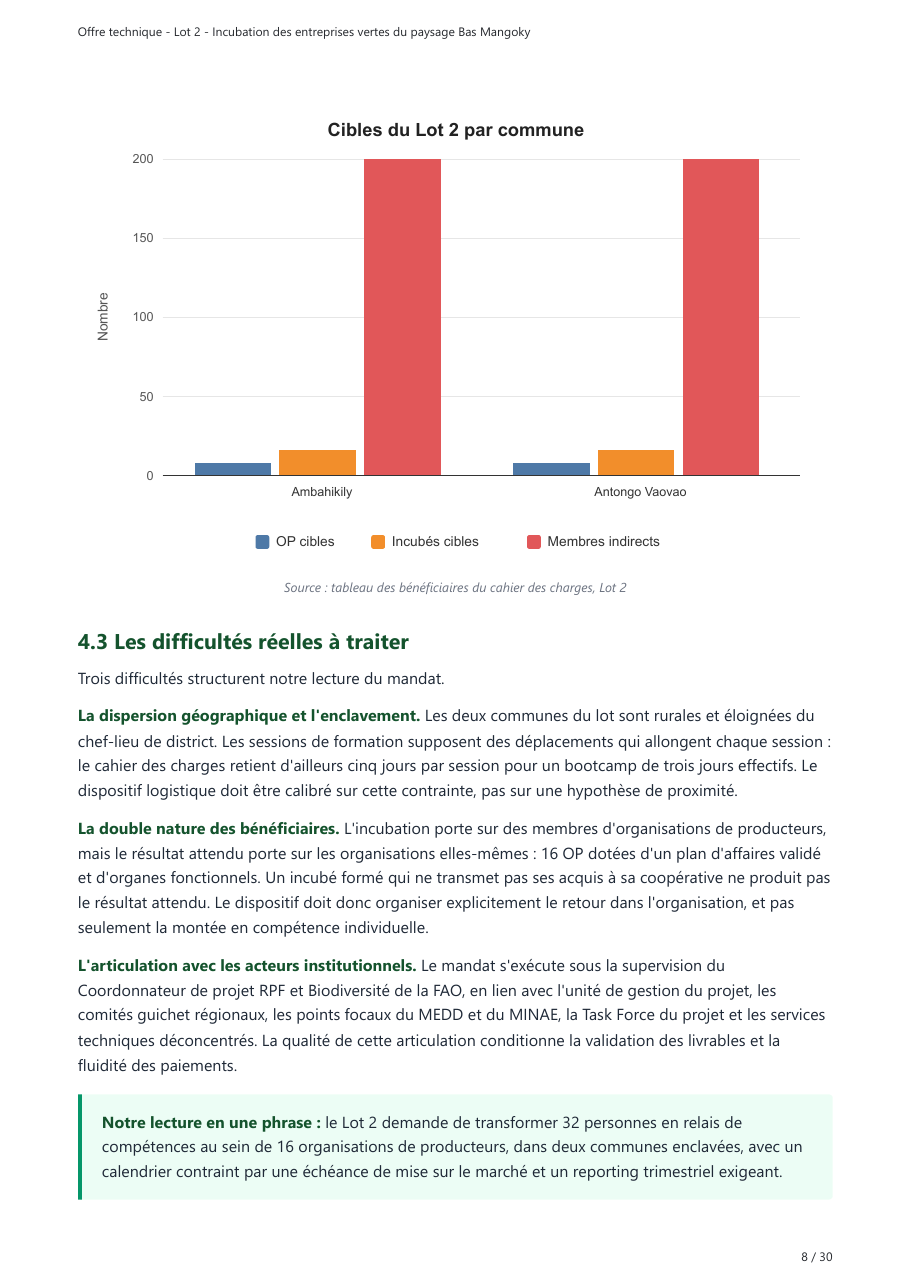 Offre technique - Lot 2 - Incubation des entreprises vertes du paysage Bas Mangoky
Cibles du Lot 2 par commune
200
150
100
50
0
Nombre
Ambahikily
Antongo Vaovao
OP cibles
Incubés cibles
Membres indirects
Source : tableau des bénéficiaires du cahier des charges, Lot 2
4.3 Les difficultés réelles à traiter
Trois difficultés structurent notre lecture du mandat.
La dispersion géographique et l'enclavement. Les deux communes du lot sont rurales et éloignées du
chef-lieu de district. Les sessions de formation supposent des déplacements qui allongent chaque session :
le cahier des charges retient d'ailleurs cinq jours par session pour un bootcamp de trois jours effectifs. Le
dispositif logistique doit être calibré sur cette contrainte, pas sur une hypothèse de proximité.
La double nature des bénéficiaires. L'incubation porte sur des membres d'organisations de producteurs,
mais le résultat attendu porte sur les organisations elles-mêmes : 16 OP dotées d'un plan d'affaires validé
et d'organes fonctionnels. Un incubé formé qui ne transmet pas ses acquis à sa coopérative ne produit pas
le résultat attendu. Le dispositif doit donc organiser explicitement le retour dans l'organisation, et pas
seulement la montée en compétence individuelle.
L'articulation avec les acteurs institutionnels. Le mandat s'exécute sous la supervision du
Coordonnateur de projet RPF et Biodiversité de la FAO, en lien avec l'unité de gestion du projet, les
comités guichet régionaux, les points focaux du MEDD et du MINAE, la Task Force du projet et les services
techniques déconcentrés. La qualité de cette articulation conditionne la validation des livrables et la
fluidité des paiements.
Notre lecture en une phrase : le Lot 2 demande de transformer 32 personnes en relais de
compétences au sein de 16 organisations de producteurs, dans deux communes enclavées, avec un
calendrier contraint par une échéance de mise sur le marché et un reporting trimestriel exigeant.
8 / 30